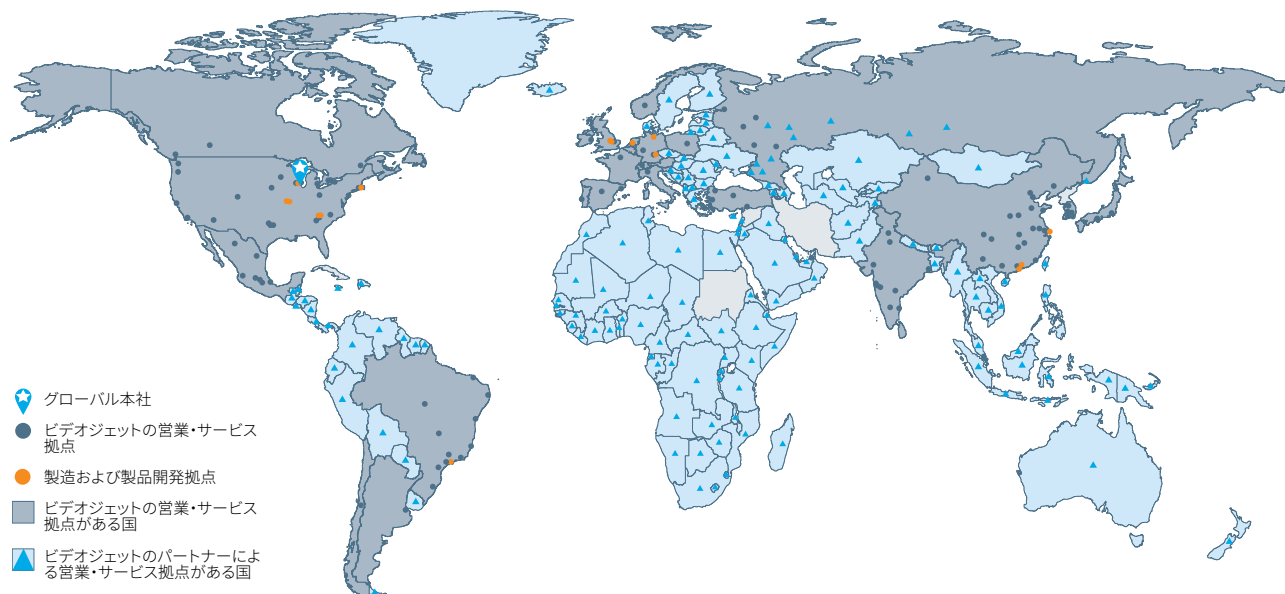 グローバル本社
ビデオジェットの営業・サービス
拠点
製造および製品開発拠点
ビデオジェットの営業・サービス
拠点がある国
ビデオジェットのパートナーによ
る営業・サービス拠点がある国